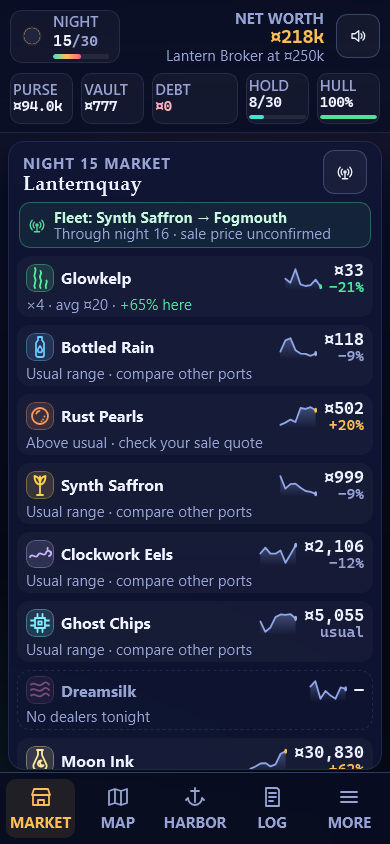 NIGHT
15/30
NET WORTH
¤218k
Lantern Broker at ¤250k
PURSE
¤94.0k
VAULT
¤777
DEBT
¤0
HOLD
8/30
HULL
100%
NIGHT 15 MARKET
Lanternquay
Fleet: Synth Saffron → Fogmouth
Through night 16 · sale price unconfirmed
Glowkelp
¤33
-21%
×4 · avg ¤20 · +65% here
Bottled Rain
¤118
-9%
Usual range · compare other ports
Rust Pearls
¤502
+20%
Above usual · check your sale quote
Synth Saffron
¤999
-9%
Usual range · compare other ports
Clockwork Eels
¤2,106
-12%
Usual range · compare other ports
Ghost Chips
¤5,055
usual
Usual range · compare other ports
Dreamsilk
—
No dealers tonight
Moon Ink
¤30,830
+62%
MARKET
MAP
HARBOR
LOG
MORE